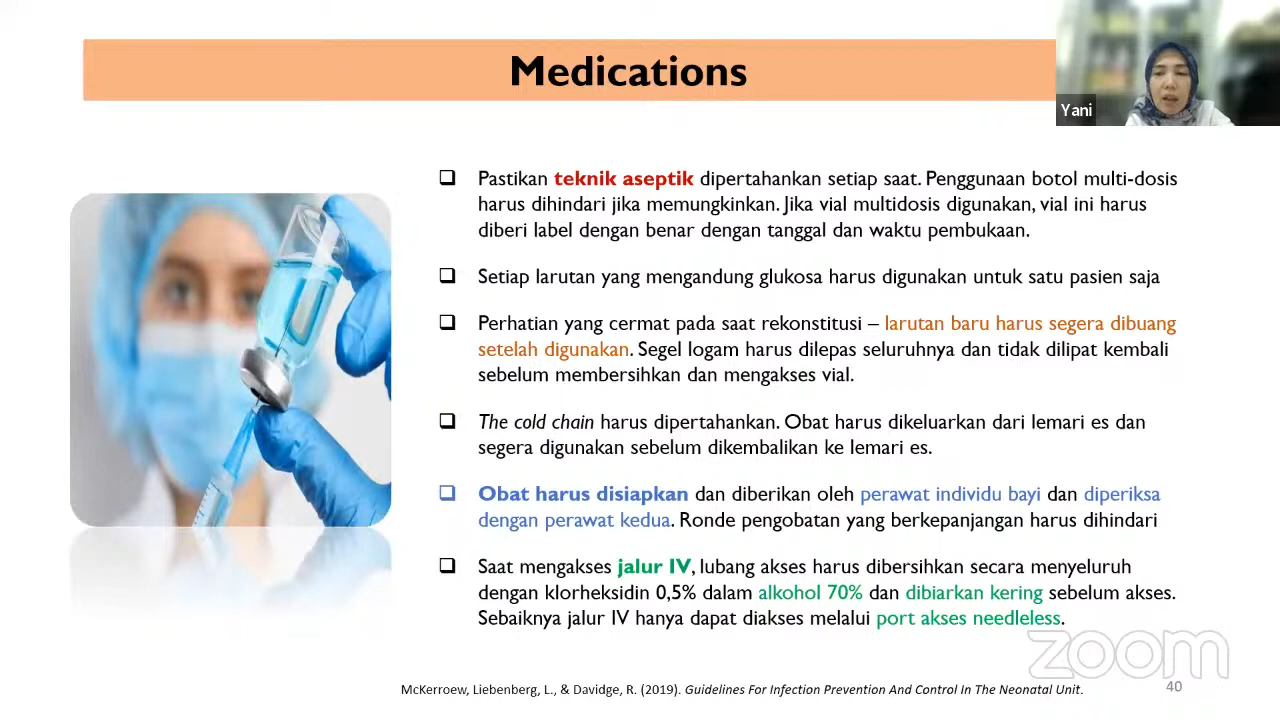 Medications
Yani
❑ Pastikan teknik aseptik dipertahankan setiap saat. Penggunaan botol multi-dosis
harus dihindari jika memungkinkan. Jika vial multidosis digunakan, vial ini harus
diberi label dengan benar dengan tanggal dan waktu pembukaan.
❑ Setiap larutan yang mengandung glukosa harus digunakan untuk satu pasien saja
❑ Perhatian yang cermat pada saat rekonstitusi – larutan baru harus segera dibuang
setelah digunakan. Segel logam harus dilepas seluruhnya dan tidak dilipat kembali
sebelum membersihkan dan mengakses vial.
❑ The cold chain harus dipertahankan. Obat harus dikeluarkan dari lemari es dan
segera digunakan sebelum dikembalikan ke lemari es.
❑ Obat harus disiapkan dan diberikan oleh perawat individu bayi dan diperiksa
dengan perawat kedua. Ronde pengobatan yang berkepanjangan harus dihindari
❑ Saat mengakses jalur IV, lubang akses harus dibersihkan secara menyeluruh
dengan klorheksidin 0,5% dalam alkohol 70% dan dibiarkan kering sebelum akses.
Sebaiknya jalur IV hanya dapat diakses melalui port akses needleless.
zoom
McKerroew, Liebenberg, L., & Davidge, R. (2019). Guidelines For Infection Prevention And Control In The Neonatal Unit.
40